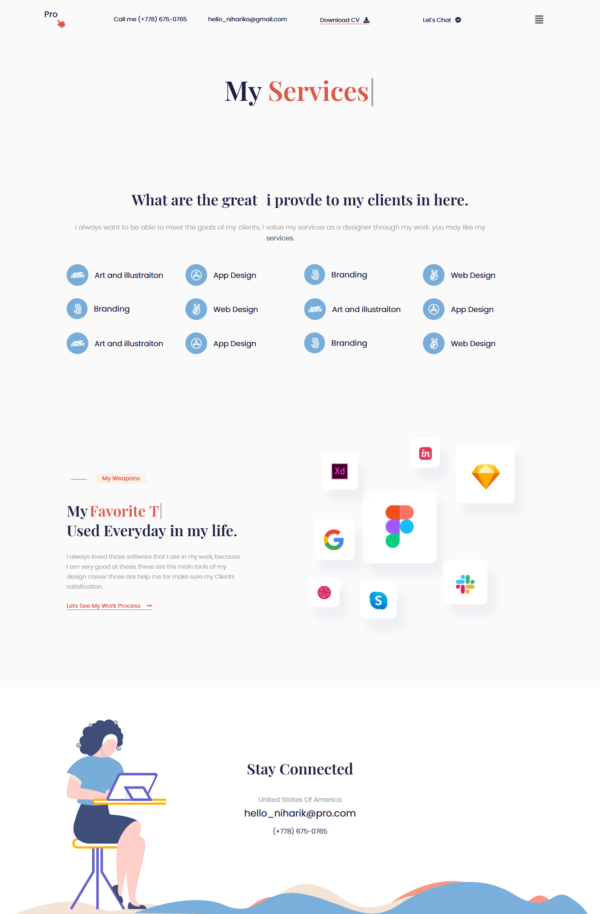 Pro
Call me (+778) 675-0765
hello_niharika@gmail.com
Download CV
Let's Chat
My Services
What are the great i provde to my clients in here.
I always want to be able to meet the goals of my clients, i value my services as a designer through my work. you may like my
services.
Art and illustraiton
App Design
Branding
Web Design
Branding
Web Design
Art and illustraiton
App Design
Art and illustraiton
App Design
Branding
Web Design
My Weapons
My Favorite T
Used Everyday in my life.
I always loved those software that I use in my work, because
I am very good at these, these are the main tools of my
design career those are help me for make sure my Clients
satisfication.
Lets See My Work Process
Xd
in
G
S
Stay Connected
United States Of America
hello_niharik@pro.com
(+778) 675-0765